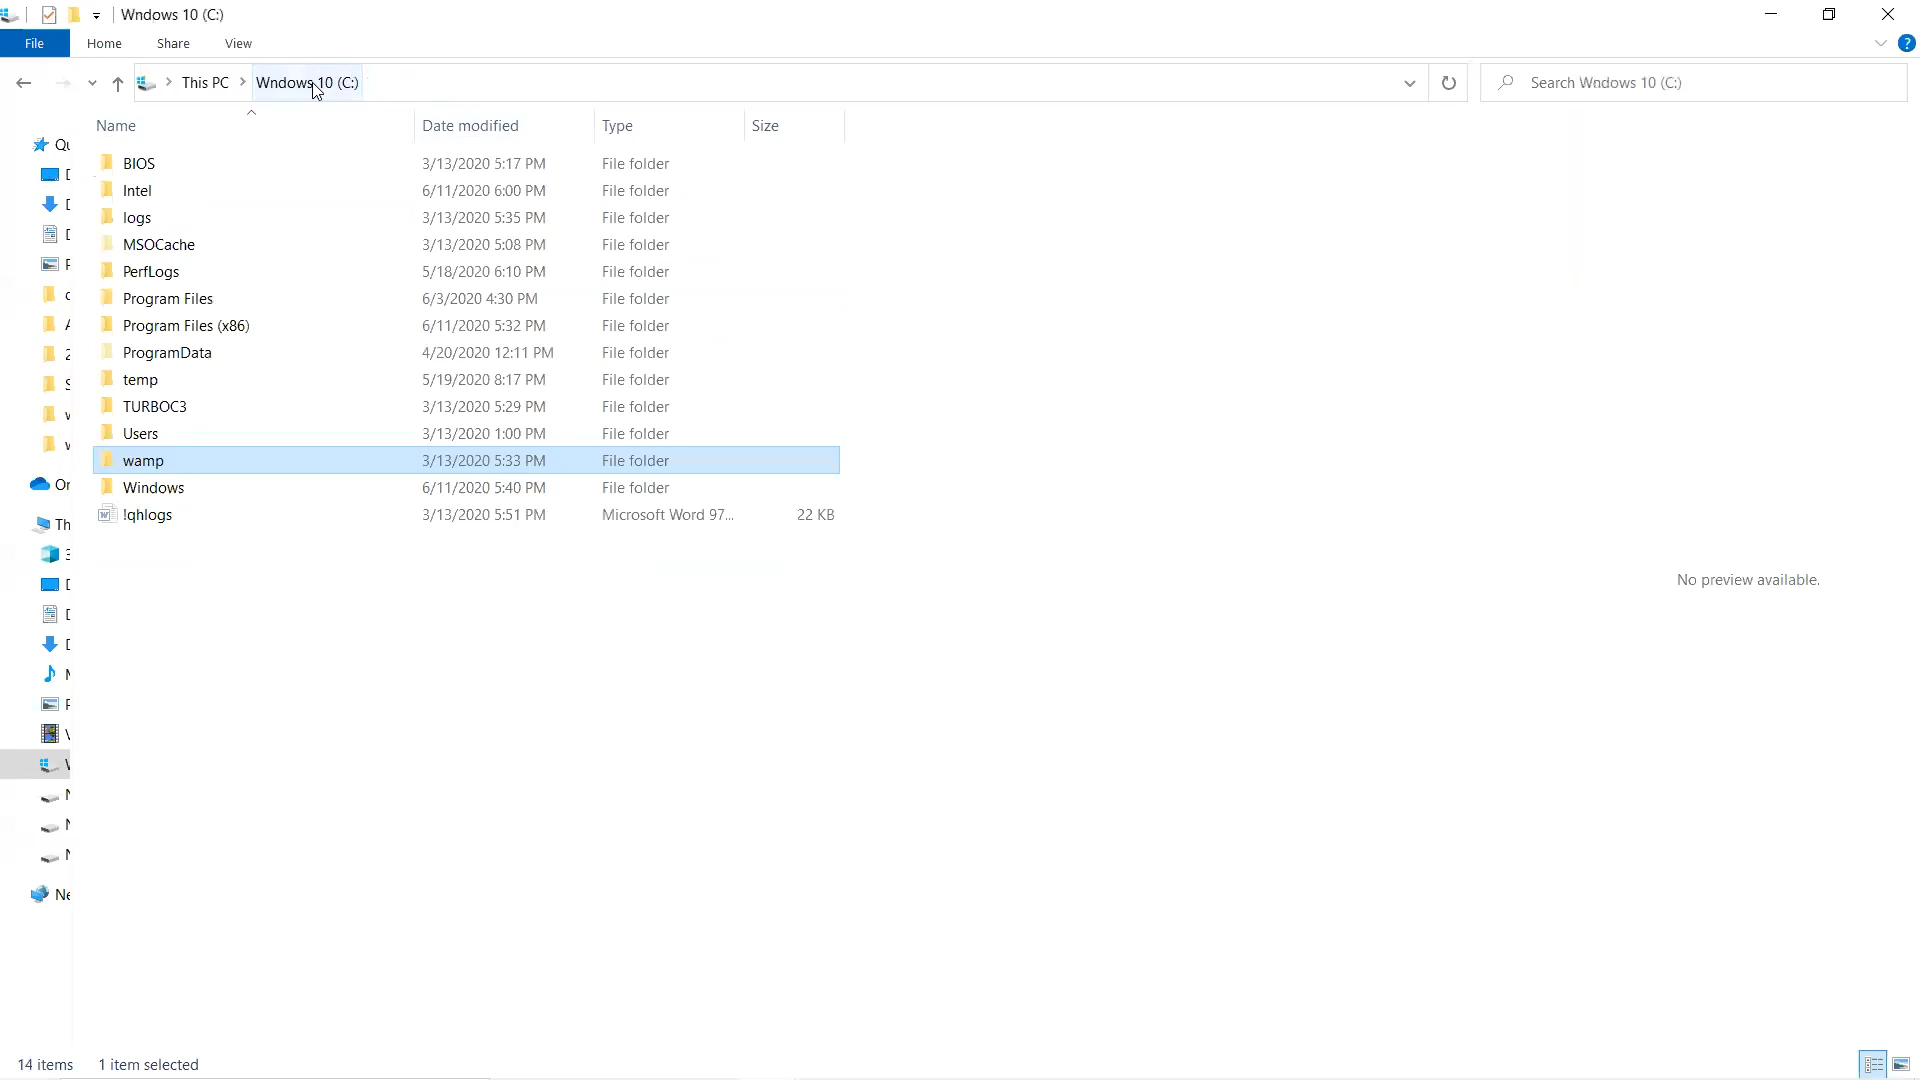 Wndows 10 (C:)
File Home Share View
This PC Wndows 10 (C:) Search Wndows 10 (C:)
Name Date modified Type Size
BIOS 3/13/2020 5:17 PM File folder
Intel 6/11/2020 6:00 PM File folder
logs 3/13/2020 5:35 PM File folder
MSOCache 3/13/2020 5:08 PM File folder
PerfLogs 5/18/2020 6:10 PM File folder
Program Files 6/3/2020 4:30 PM File folder
Program Files (x86) 6/11/2020 5:32 PM File folder
ProgramData 4/20/2020 12:11 PM File folder
temp 5/19/2020 8:17 PM File folder
TURBOC3 3/13/2020 5:29 PM File folder
Users 3/13/2020 1:00 PM File folder
wamp 3/13/2020 5:33 PM File folder
Windows 6/11/2020 5:40 PM File folder
!qhlogs 3/13/2020 5:51 PM Microsoft Word 97... 22 KB
No preview available.
14 items 1 item selected